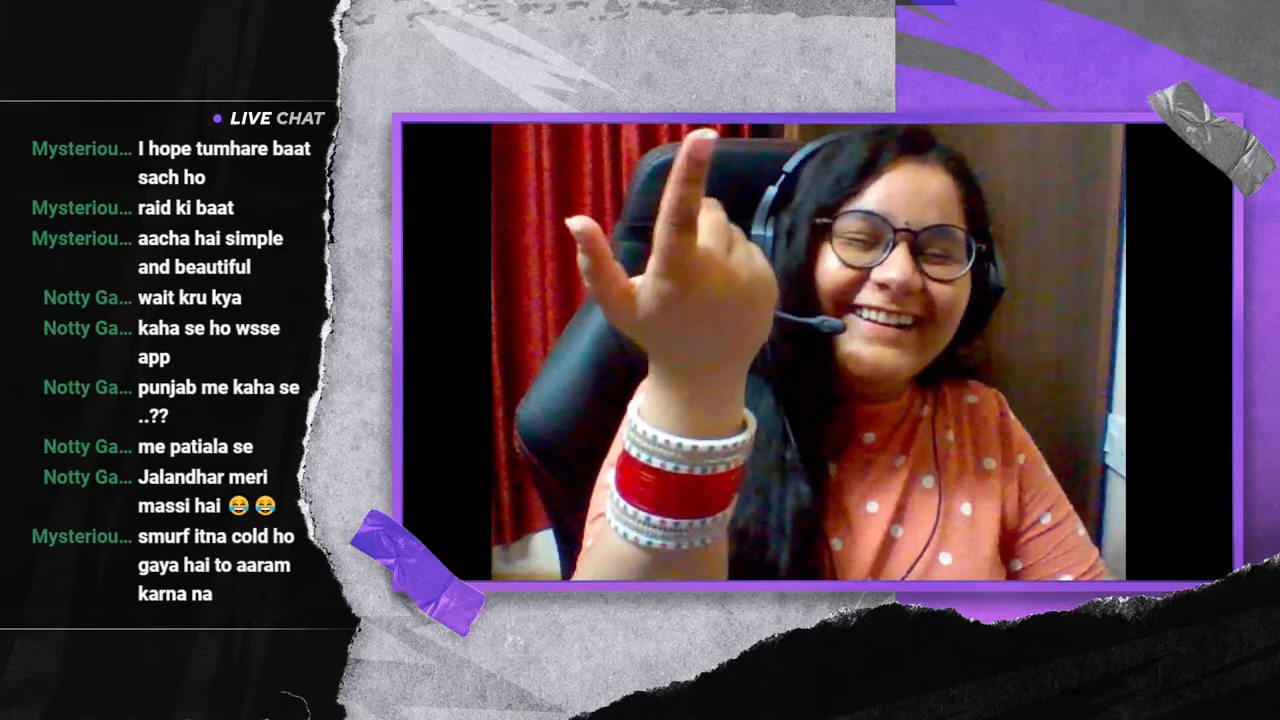 LIVE CHAT
Mysteriou... I hope tumhare baat
sach ho
Mysteriou... raid ki baat
Mysteriou... aacha hai simple
and beautiful
Notty Ga... wait kru kya
Notty Ga... kaha se ho wsse
app
Notty Ga... punjab me kaha se
..??
Notty Ga... me patiala se
Notty Ga... Jalandhar meri
massi hai 😂 😂
Mysteriou... smurf itna cold ho
gaya hai to aaram
karna na